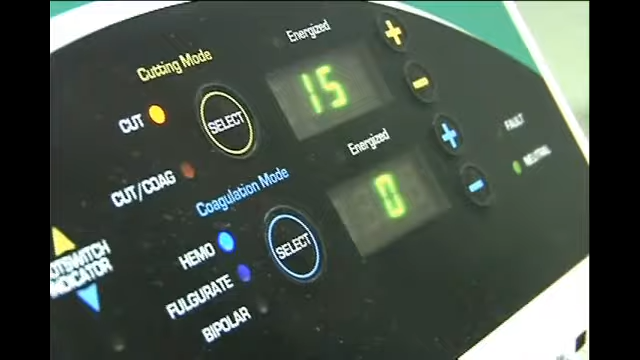 Energized
Cutting Mode
15
CUT
SELECT
CUT/COAG
Energized
FAULT
NEUTRAL
Coagulation Mode
0
HEMO
SELECT
OTSWITCH
INDICATOR
FULGURATE
BIPOLAR